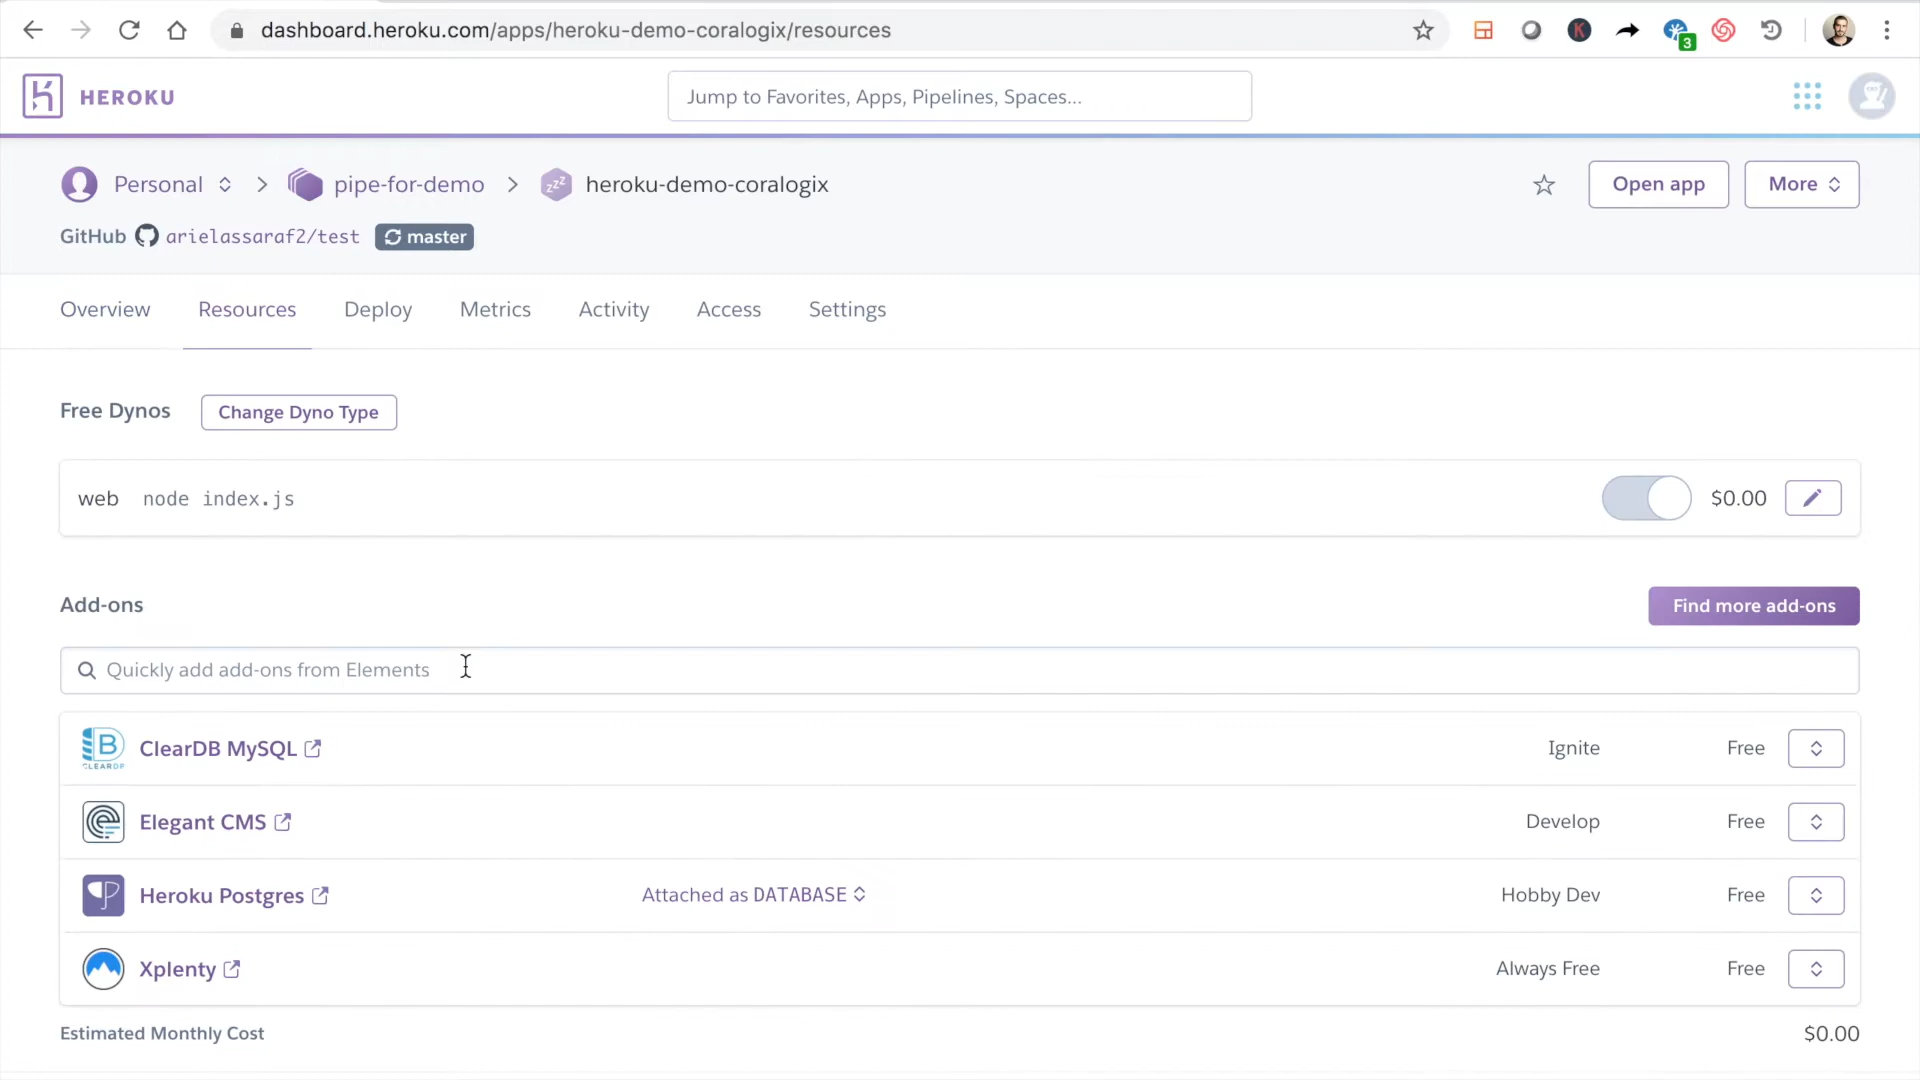 dashboard.heroku.com/apps/heroku-demo-coralogix/resources
K
3
HEROKU
Jump to Favorites, Apps, Pipelines, Spaces...
Personal > pipe-for-demo > heroku-demo-coralogix
Open app
More
GitHub arielassaraf2/test master
Overview Resources Deploy Metrics Activity Access Settings
Free Dynos Change Dyno Type
web node index.js $0.00
Add-ons Find more add-ons
Quickly add add-ons from Elements
ClearDB MySQL Ignite Free
Elegant CMS Develop Free
Heroku Postgres Attached as DATABASE Hobby Dev Free
Xplenty Always Free Free
Estimated Monthly Cost $0.00